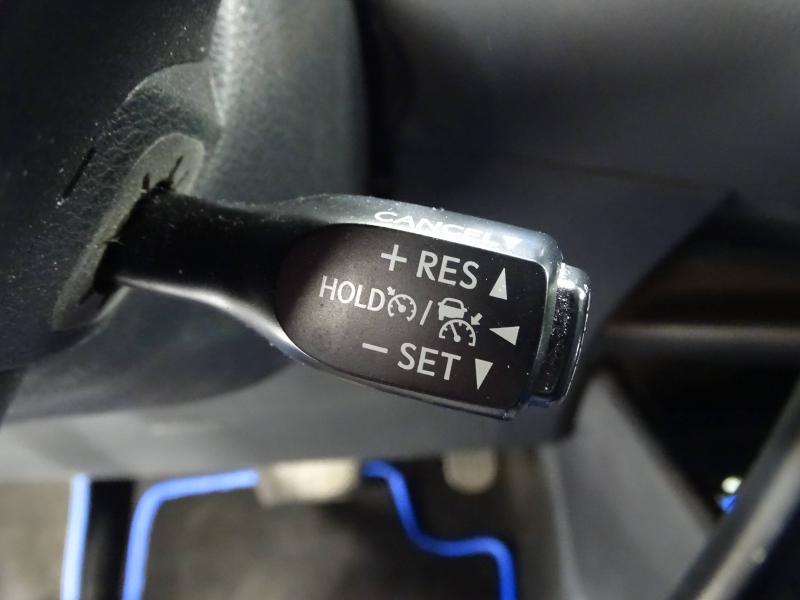 CANCEL▼
+ RES ▲
HOLD / ◀
− SET ▼